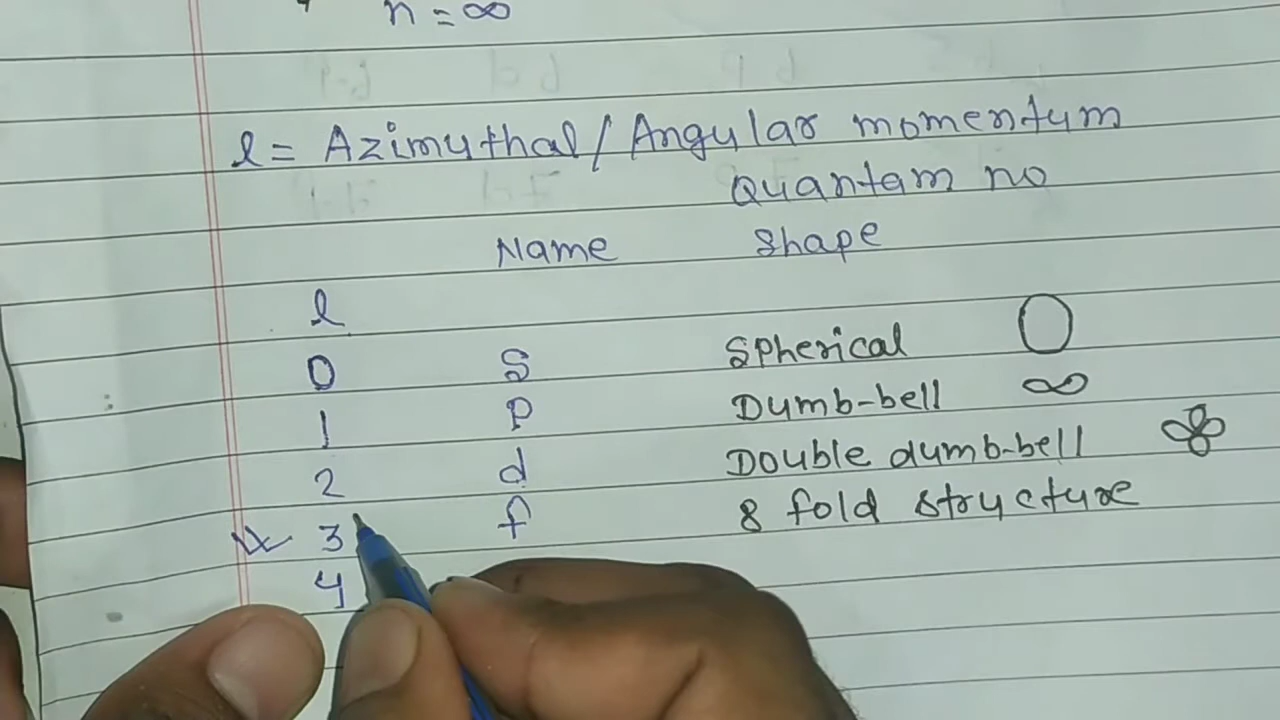 n = ∞
l = Azimuthal / Angular momentum
Quantam no
Name shape
l
0 S Spherical
1 P Dumb-bell
2 d Double dumb-bell
3 f 8 fold structure
4